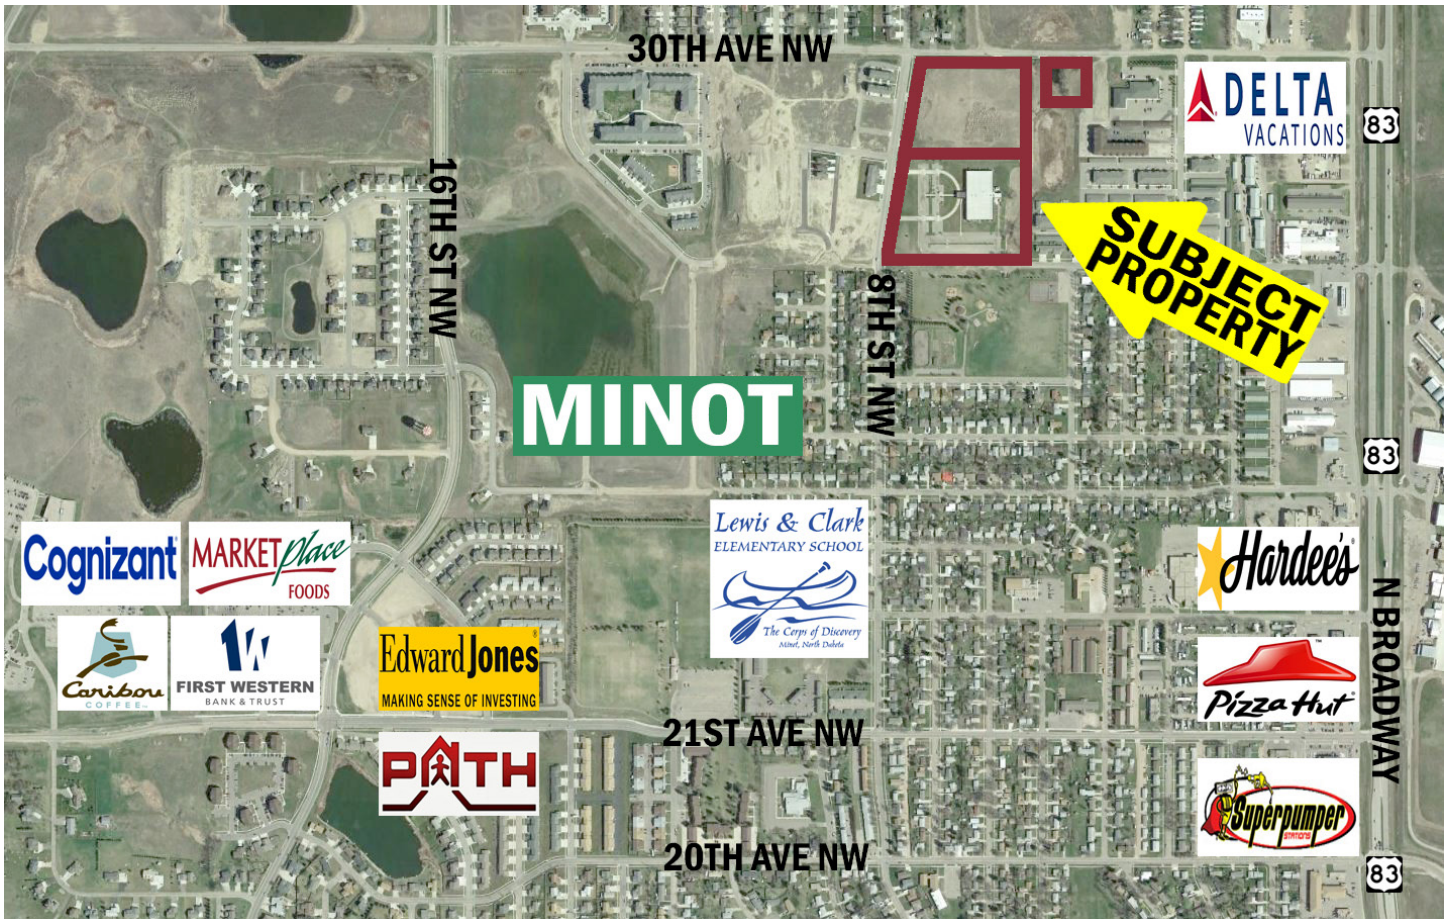 30TH AVE NW
DELTA
VACATIONS
83
16TH ST NW
SUBJECT
PROPERTY
8TH ST NW
MINOT
83
Cognizant
MARKETplace
FOODS
Lewis & Clark
ELEMENTARY SCHOOL
The Corps of Discovery
Minot, North Dakota
Hardee's
N BROADWAY
Caribou
COFFEE
FIRST WESTERN
BANK & TRUST
Edward Jones
MAKING SENSE OF INVESTING
Pizza Hut
21ST AVE NW
PATH
Superpumper
STATIONS
20TH AVE NW
83